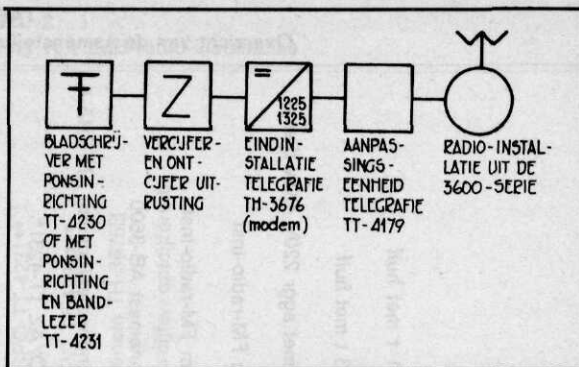 Z
=
1225
1325
BLADSCHRIJ-
VER MET
PONSIN-
RICHTING
TT-4230
OF MET
PONSIN-
RICHTING
EN BAND-
LEZER
TT-4231
VERCIJFER-
EN ONT-
CIJFER UIT-
RUSTING
EINDIN-
STALLATIE
TELEGRAFIE
TH-3676
(modem)
AANPAS-
SINGS-
EENHEID
TELEGRAFIE
TT-4179
RADIO-INSTAL-
LATIE UIT DE
3600-SERIE